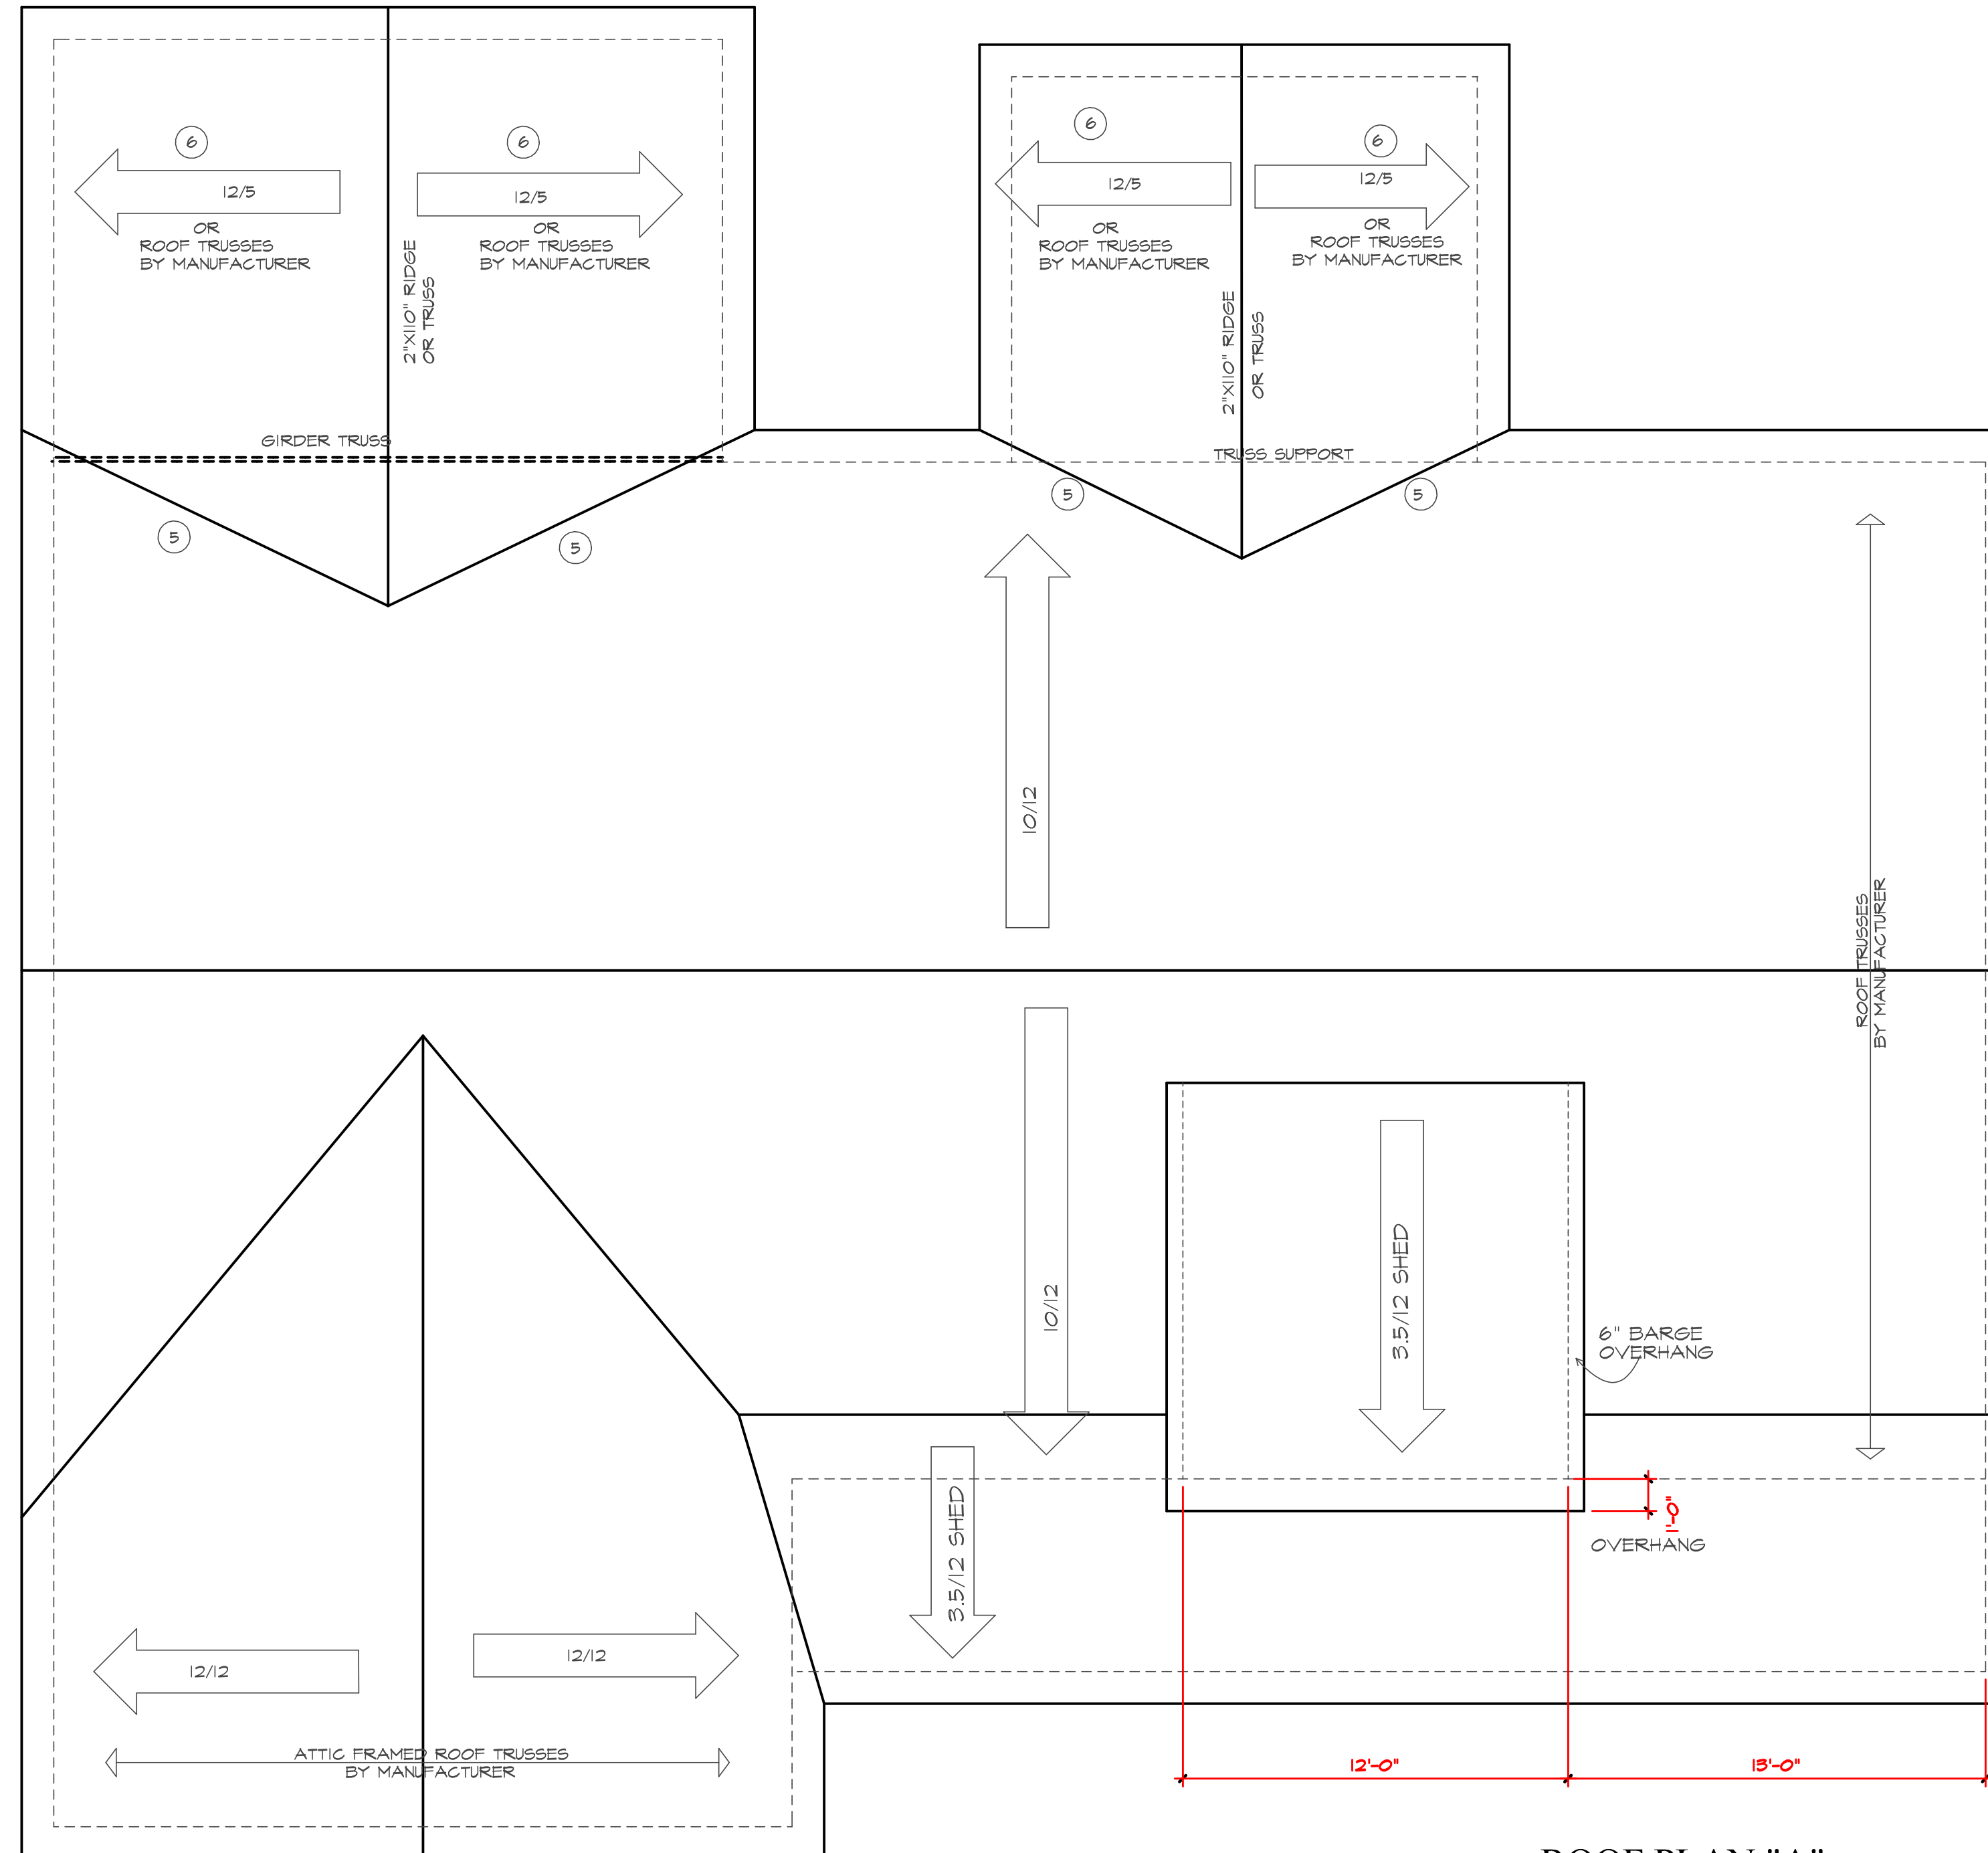 6
12/5
OR
ROOF TRUSSES
BY MANUFACTURER
6
12/5
OR
ROOF TRUSSES
BY MANUFACTURER
2"X110" RIDGE
OR TRUSS
6
12/5
OR
ROOF TRUSSES
BY MANUFACTURER
6
12/5
OR
ROOF TRUSSES
BY MANUFACTURER
2"X110" RIDGE
OR TRUSS
GIRDER TRUSS
TRUSS SUPPORT
5
5
5
5
10/12
ROOF TRUSSES
BY MANUFACTURER
10/12
3.5/12 SHED
6" BARGE
OVERHANG
3.5/12 SHED
1'-0"
OVERHANG
12/12
12/12
ATTIC FRAMED ROOF TRUSSES
BY MANUFACTURER
12'-0"
13'-0"
ROOF PLAN "A"